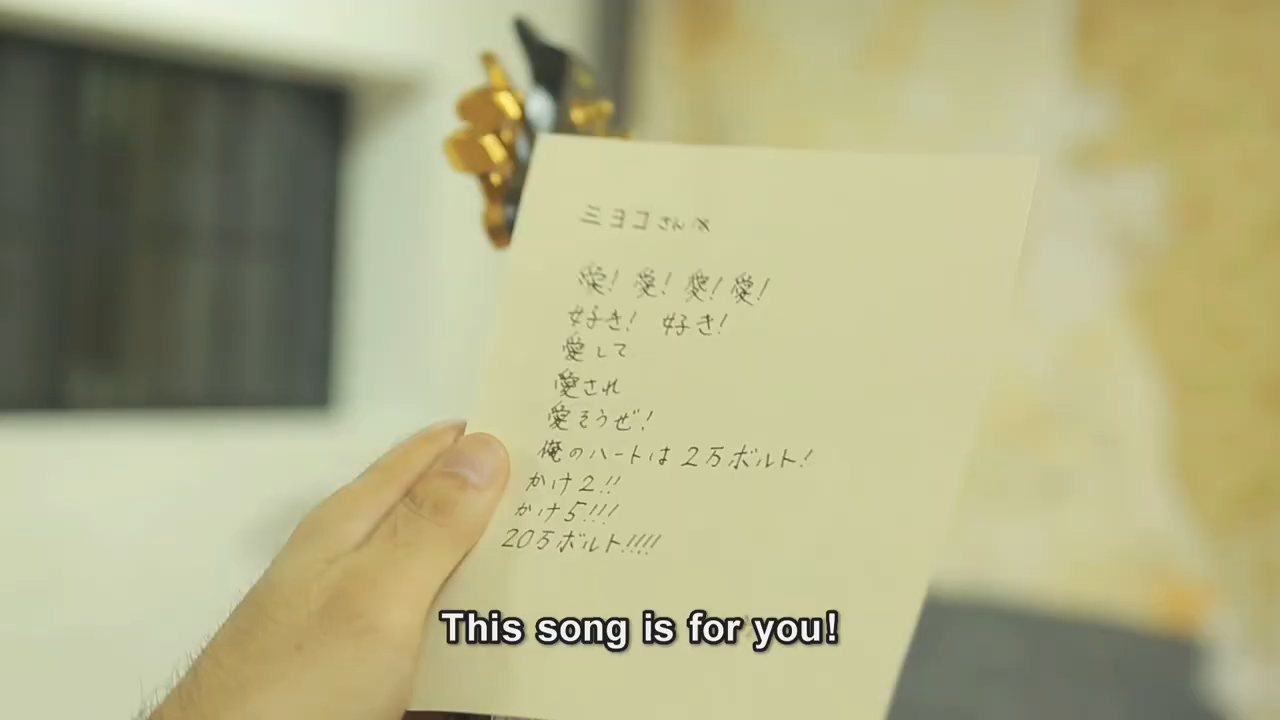 三ヨコさん
愛! 愛! 愛! 愛!
好き! 好き!
愛して
愛され
愛そうぜ!
俺のハートは 2万ボルト!
かけ2!!
かけ5!!!
20万ボルト!!!!
This song is for you!